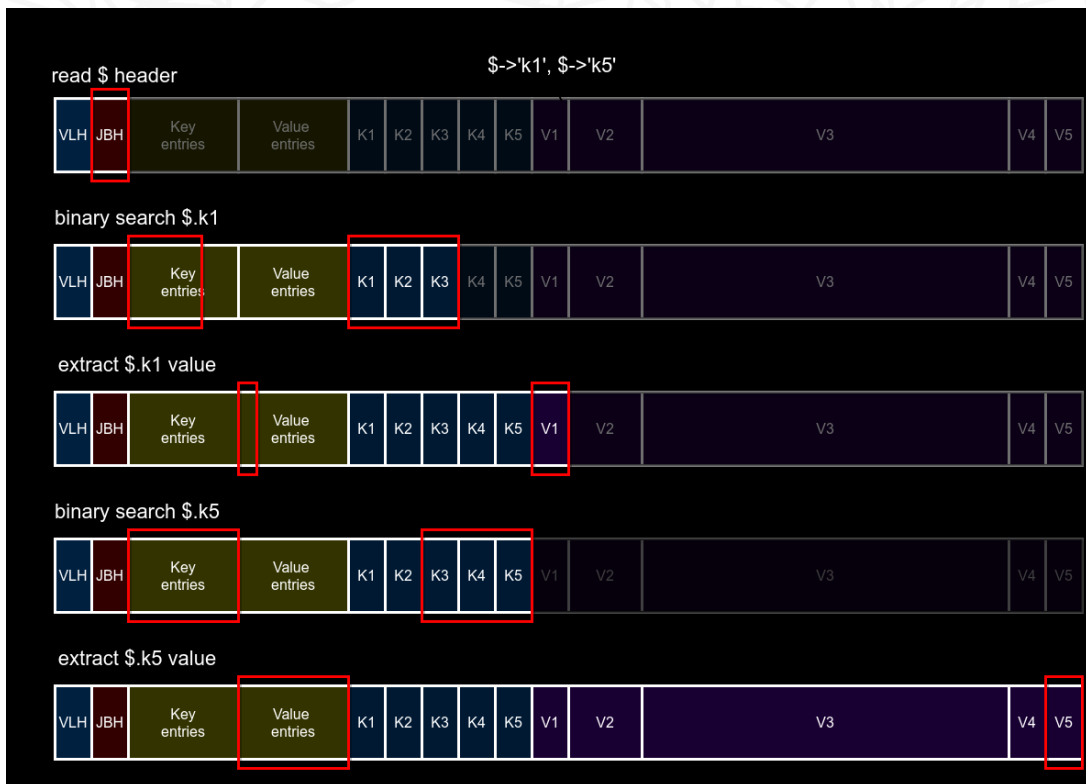 $->'k1', $->'k5'
read $ header
VLH JBH Key entries Value entries K1 K2 K3 K4 K5 V1 V2 V3 V4 V5
binary search $.k1
VLH JBH Key entries Value entries K1 K2 K3 K4 K5 V1 V2 V3 V4 V5
extract $.k1 value
VLH JBH Key entries Value entries K1 K2 K3 K4 K5 V1 V2 V3 V4 V5
binary search $.k5
VLH JBH Key entries Value entries K1 K2 K3 K4 K5 V1 V2 V3 V4 V5
extract $.k5 value
VLH JBH Key entries Value entries K1 K2 K3 K4 K5 V1 V2 V3 V4 V5